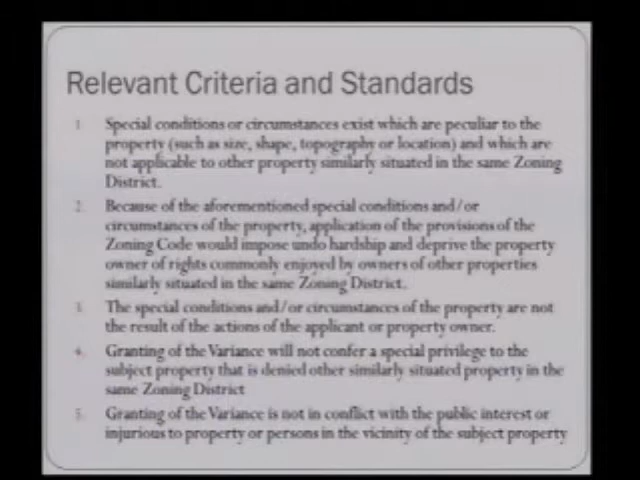 Relevant Criteria and Standards
1. Special conditions or circumstances exist which are peculiar to the
property (such as size, shape, topography or location) and which are
not applicable to other property similarly situated in the same Zoning
District.
2. Because of the aforementioned special conditions and/or
circumstances of the property, application of the provisions of the
Zoning Code would impose undo hardship and deprive the property
owner of rights commonly enjoyed by owners of other properties
similarly situated in the same Zoning District.
3. The special conditions and/or circumstances of the property are not
the result of the actions of the applicant or property owner.
4. Granting of the Variance will not confer a special privilege to the
subject property that is denied other similarly situated property in the
same Zoning District
5. Granting of the Variance is not in conflict with the public interest or
injurious to property or persons in the vicinity of the subject property